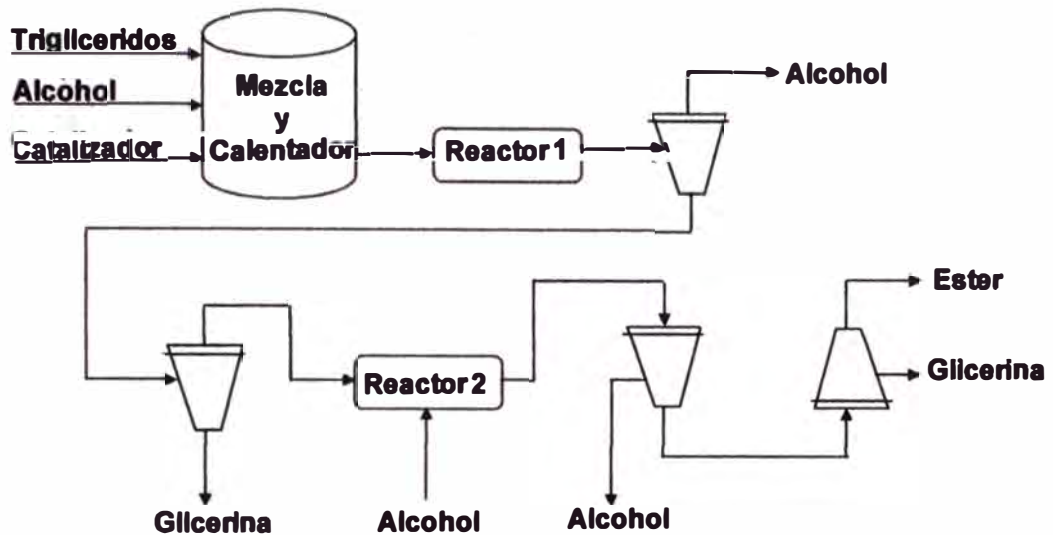 Trigliceridos
Alcohol
Catalizador
Mezcla
y
Calentador
Reactor 1
Alcohol
Ester
Glicerina
Reactor 2
Glicerina
Alcohol
Alcohol